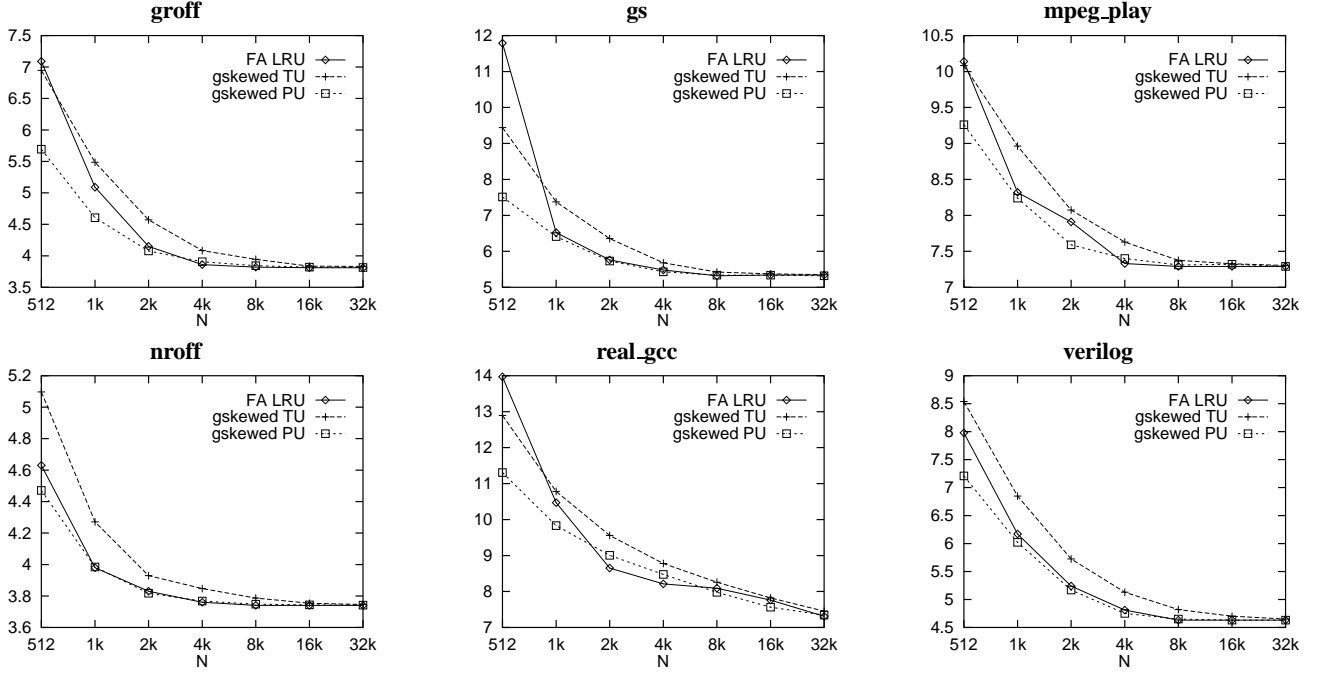 groff
7.5
7
6.5
6
5.5
5
4.5
4
3.5
512 1k 2k 4k 8k 16k 32k
N
FA LRU
gskewed TU
gskewed PU
gs
12
11
10
9
8
7
6
5
512 1k 2k 4k 8k 16k 32k
N
FA LRU
gskewed TU
gskewed PU
mpeg_play
10.5
10
9.5
9
8.5
8
7.5
7
512 1k 2k 4k 8k 16k 32k
N
FA LRU
gskewed TU
gskewed PU
nroff
5.2
5
4.8
4.6
4.4
4.2
4
3.8
3.6
512 1k 2k 4k 8k 16k 32k
N
FA LRU
gskewed TU
gskewed PU
real_gcc
14
13
12
11
10
9
8
7
512 1k 2k 4k 8k 16k 32k
N
FA LRU
gskewed TU
gskewed PU
verilog
9
8.5
8
7.5
7
6.5
6
5.5
5
4.5
512 1k 2k 4k 8k 16k 32k
N
FA LRU
gskewed TU
gskewed PU